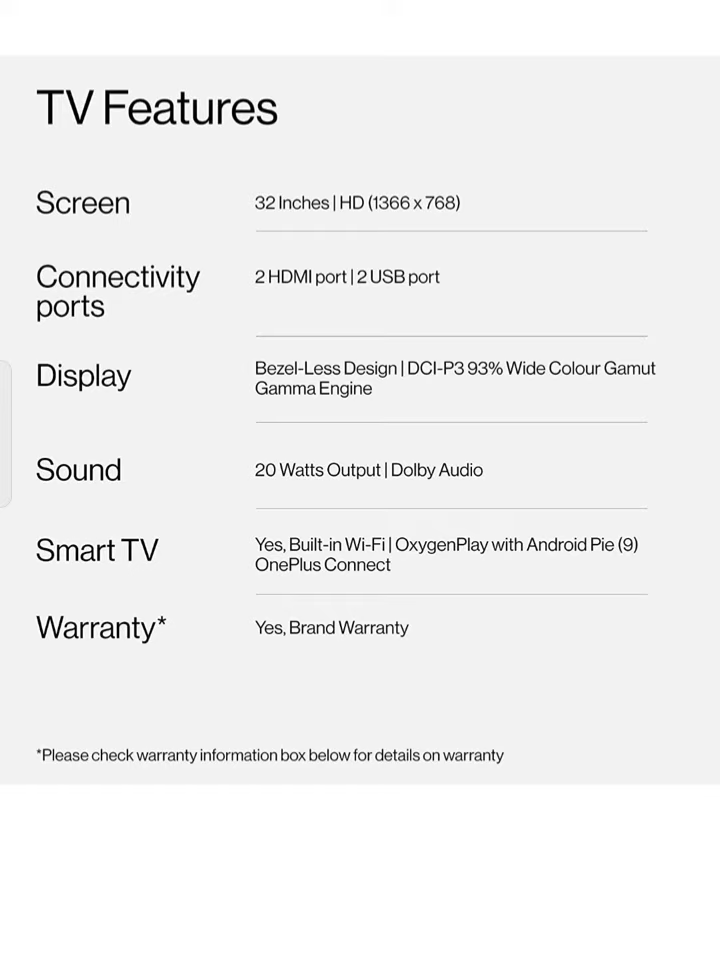 TV Features
Screen
32 Inches | HD (1366 x 768)
Connectivity
ports
2 HDMI port | 2 USB port
Display
Bezel-Less Design | DCI-P3 93% Wide Colour Gamut
Gamma Engine
Sound
20 Watts Output | Dolby Audio
Smart TV
Yes, Built-in Wi-Fi | OxygenPlay with Android Pie (9)
OnePlus Connect
Warranty*
Yes, Brand Warranty
*Please check warranty information box below for details on warranty